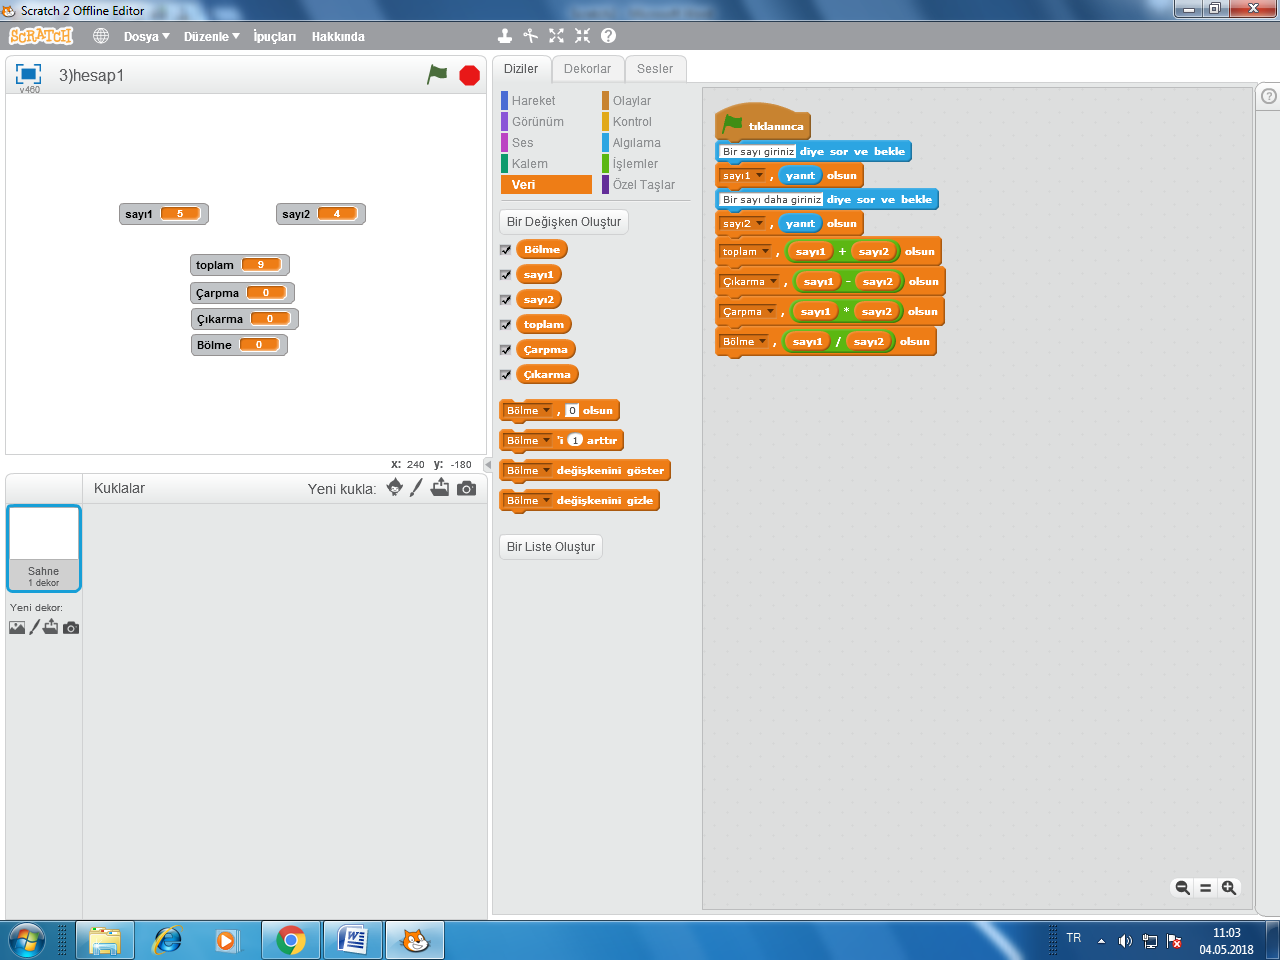 Scratch 2 Offline Editor
SCRATCH
Dosya
Düzenle
İpuçları
Hakkında
v460
3)hesap1
sayı1 5
sayı2 4
toplam 9
Çarpma 0
Çıkarma 0
Bölme 0
x: 240 y: -180
Kuklalar
Yeni kukla:
Sahne
1 dekor
Yeni dekor:
Diziler
Dekorlar
Sesler
Hareket
Olaylar
Görünüm
Kontrol
Ses
Algılama
Kalem
İşlemler
Veri
Özel Taşlar
Bir Değişken Oluştur
Bölme
sayı1
sayı2
toplam
Çarpma
Çıkarma
Bölme , 0 olsun
Bölme 'i 1 arttır
Bölme değişkenini göster
Bölme değişkenini gizle
Bir Liste Oluştur
tıklanınca
Bir sayı giriniz diye sor ve bekle
sayı1 , yanıt olsun
Bir sayı daha giriniz diye sor ve bekle
sayı2 , yanıt olsun
toplam , sayı1 + sayı2 olsun
Çıkarma , sayı1 - sayı2 olsun
Çarpma , sayı1 * sayı2 olsun
Bölme , sayı1 / sayı2 olsun
TR
11:03
04.05.2018